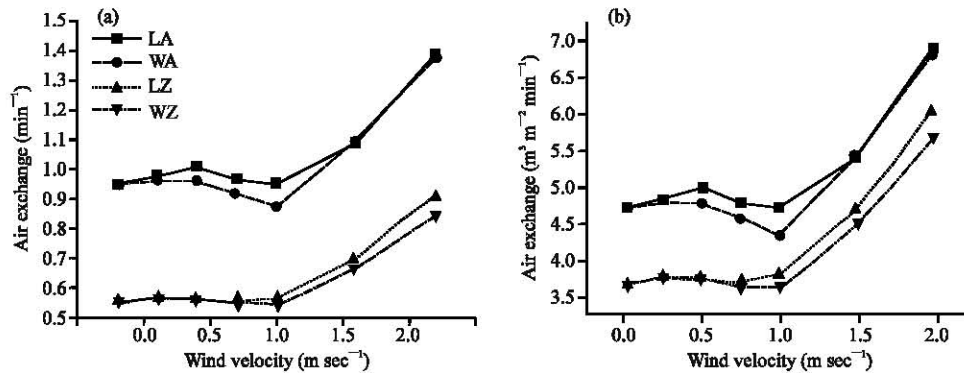 (a)
1.5
1.4
1.3
1.2
1.1
1.0
0.9
0.8
0.7
0.6
0.5
Air exchange (min⁻¹)
LA
WA
LZ
WZ
0.0 0.5 1.0 1.5 2.0
Wind velocity (m sec⁻¹)
(b)
7.0
6.5
6.0
5.5
5.0
4.5
4.0
3.5
Air exchange (m³ m⁻² min⁻¹)
0.0 0.5 1.0 1.5 2.0
Wind velocity (m sec⁻¹)